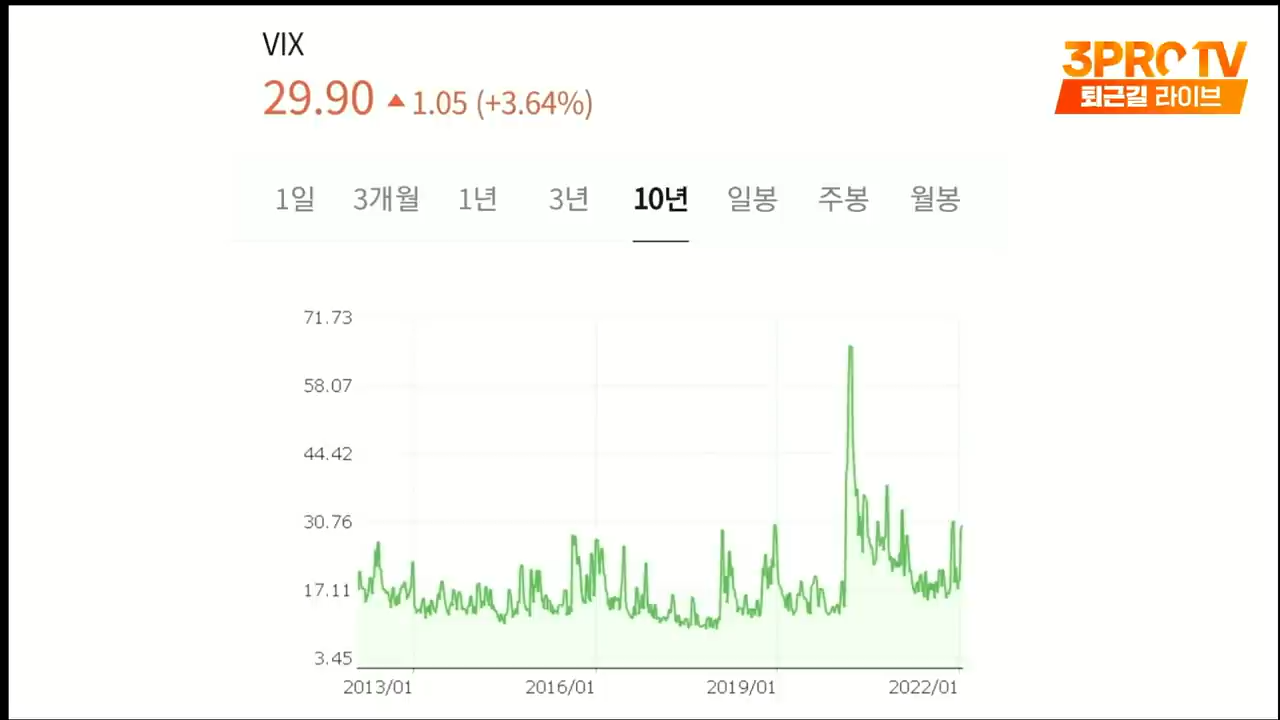 VIX
29.90 ▲ 1.05 (+3.64%)
3PRO TV
퇴근길 라이브
1일 3개월 1년 3년 10년 일봉 주봉 월봉
71.73
58.07
44.42
30.76
17.11
3.45
2013/01 2016/01 2019/01 2022/01